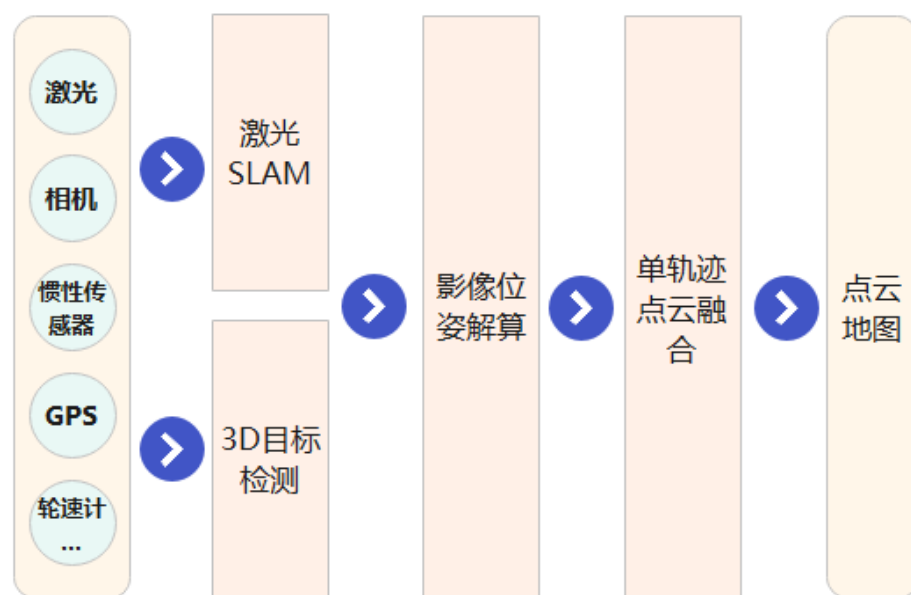 激光
相机
惯性传
感器
GPS
轮速计
...
激光
SLAM
3D目标
检测
影像位
姿解算
单轨迹
点云融
合
点云
地图